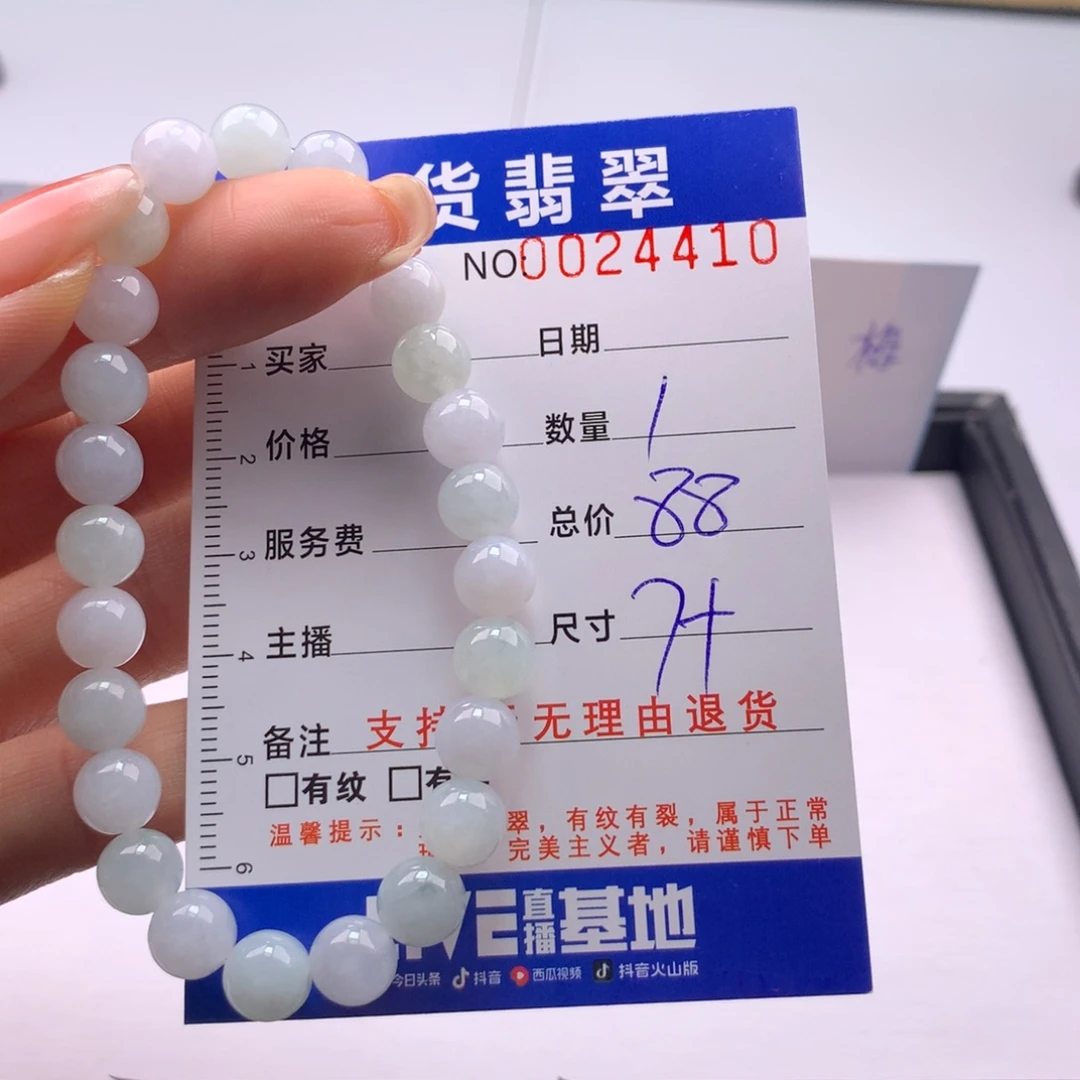 货翡翠
NO:0024410
买家 日期
价格 数量 1
服务费 总价 88
主播 尺寸 74
备注 支持 无理由退货
□有纹 □有
温馨提示： 翠，有纹有裂，属于正常
完美主义者，请谨慎下单
直播基地
今日头条 抖音 西瓜视频 抖音火山版
1
2
3
4
5
6